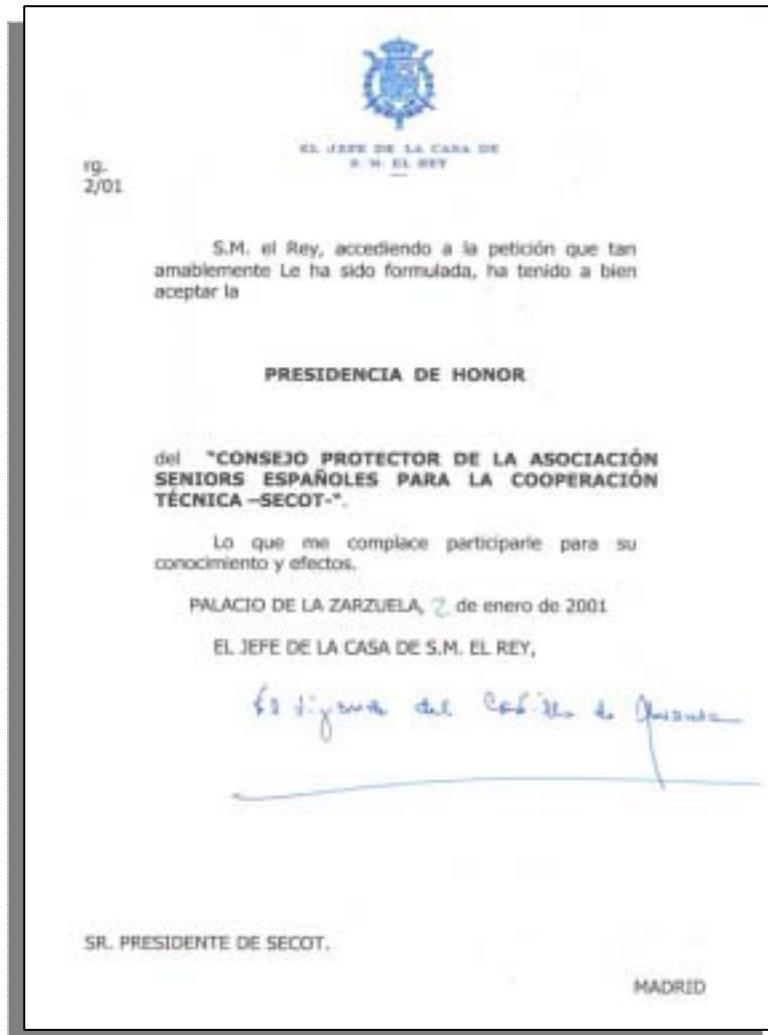 EL JEFE DE LA CASA DE
S. M. EL REY
rg.
2/01
S.M. el Rey, accediendo a la petición que tan
amablemente Le ha sido formulada, ha tenido a bien
aceptar la
PRESIDENCIA DE HONOR
del "CONSEJO PROTECTOR DE LA ASOCIACIÓN
SENIORS ESPAÑOLES PARA LA COOPERACIÓN
TÉCNICA –SECOT-".
Lo que me complace participarle para su
conocimiento y efectos.
PALACIO DE LA ZARZUELA, 2 de enero de 2001
EL JEFE DE LA CASA DE S.M. EL REY,
del
SR. PRESIDENTE DE SECOT.
MADRID